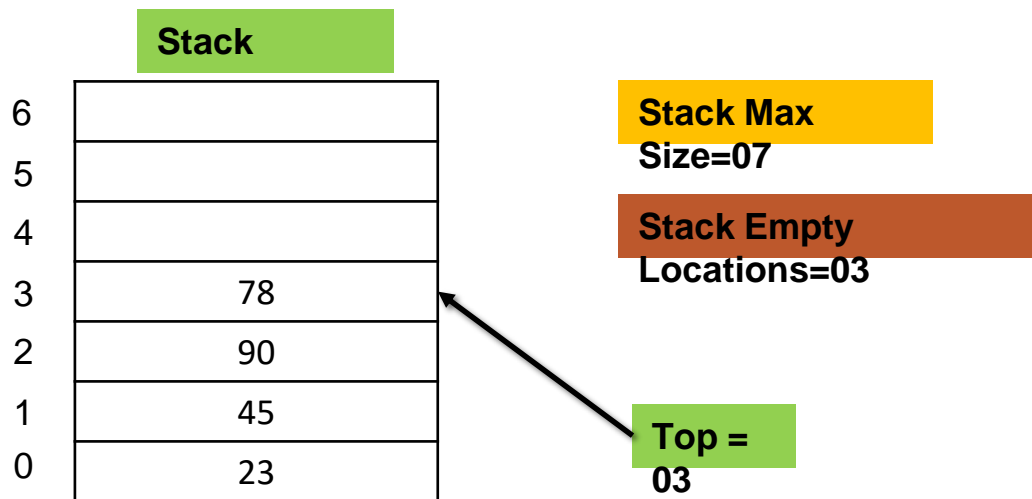 Stack
6
5
4
3 78
2 90
1 45
0 23
Stack Max
Size=07
Stack Empty
Locations=03
Top =
03